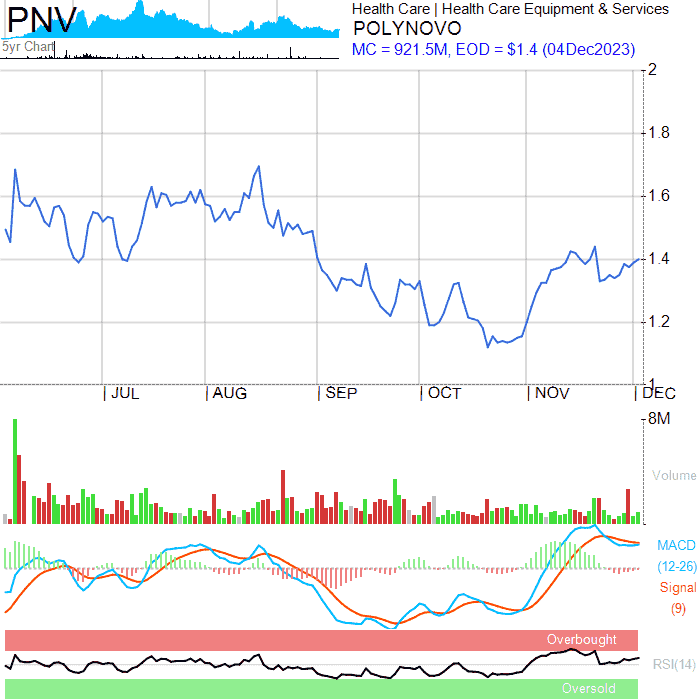 PNV
Health Care | Health Care Equipment & Services
POLYNOVO
5yr Chart
MC = 921.5M, EOD = $1.4 (04Dec2023)
2
1.8
1.6
1.4
1.2
1
JUL AUG SEP OCT NOV DEC
8M
Volume
MACD
(12-26)
Signal
(9)
Overbought
RSI(14)
Oversold